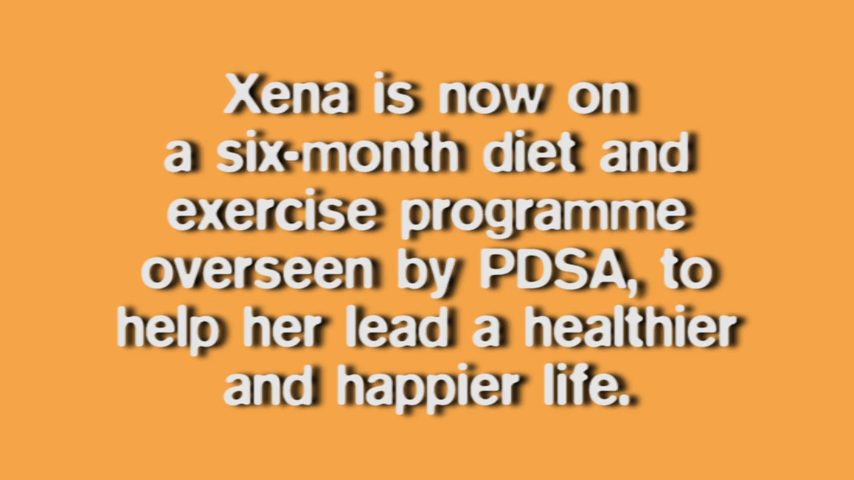 Xena is now on
a six-month diet and
exercise programme
overseen by PDSA, to
help her lead a healthier
and happier life.